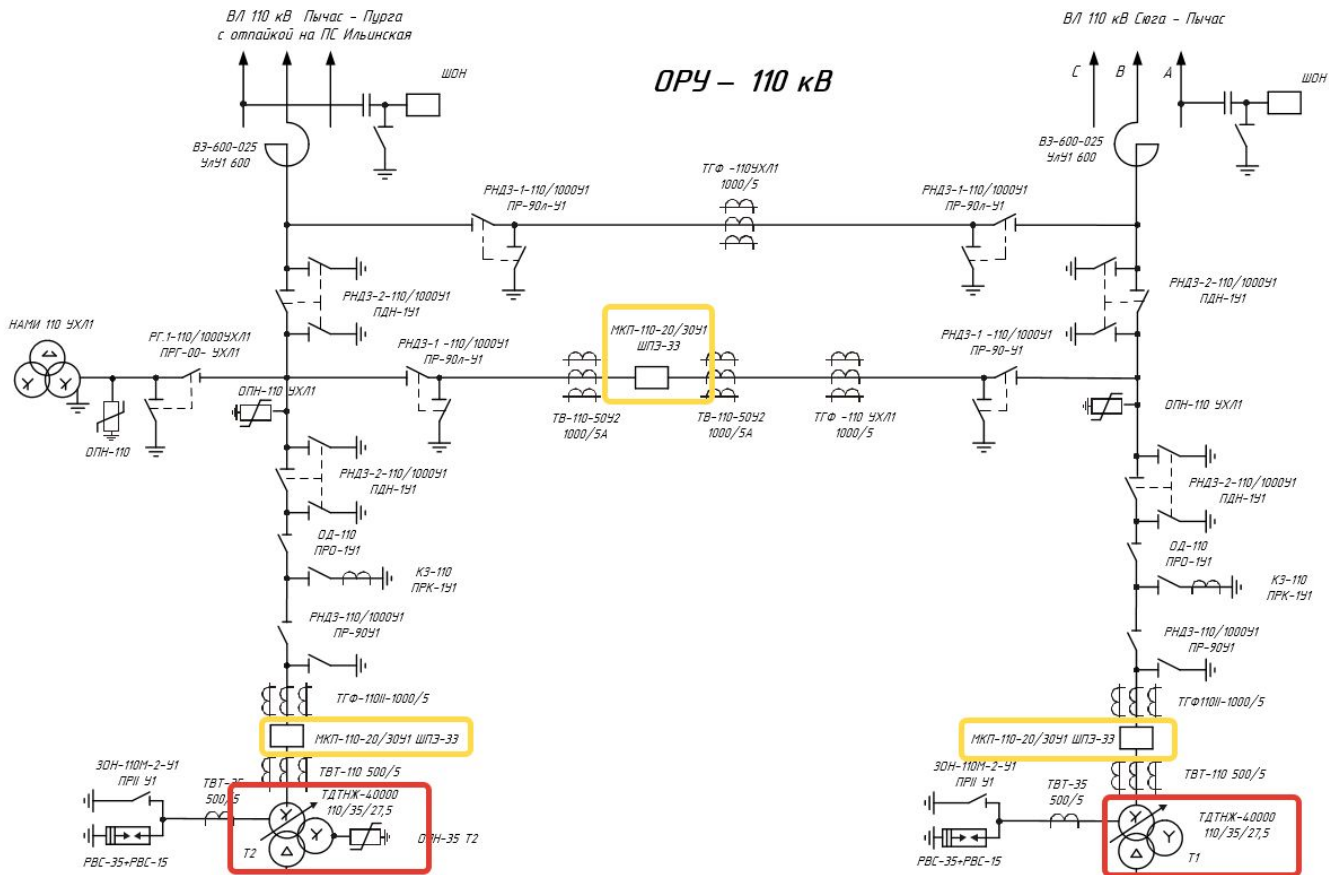 ВЛ 110 кВ Пычас - Пурга
с отпайкой на ПС Ильинская
ВЛ 110 кВ Сюга - Пычас
ОРУ - 110 кВ
ШОН
C
B
A
ШОН
ВЗ-600-025
УлУ1 600
ВЗ-600-025
УлУ1 600
РНДЗ-1-110/1000У1
ПР-90л-У1
ТГФ -110УХЛ1
1000/5
РНДЗ-1-110/1000У1
ПР-90л-У1
РНДЗ-2-110/1000У1
ПДН-1У1
РНДЗ-2-110/1000У1
ПДН-1У1
НАМИ 110 УХЛ1
РГ.1-110/1000УХЛ1
ПРГ-00- УХЛ1
РНДЗ-1 -110/1000У1
ПР-90л-У1
МКП-110-20/30У1
ШПЭ-33
РНДЗ-1 -110/1000У1
ПР-90-У1
ОПН-110 УХЛ1
ОПН-110
ТВ-110-50У2
1000/5А
ТВ-110-50У2
1000/5А
ТГФ -110 УХЛ1
1000/5
ОПН-110 УХЛ1
РНДЗ-2-110/1000У1
ПДН-1У1
РНДЗ-2-110/1000У1
ПДН-1У1
ОД-110
ПРО-1У1
ОД-110
ПРО-1У1
КЗ-110
ПРК-1У1
КЗ-110
ПРК-1У1
РНДЗ-110/1000У1
ПР-90У1
РНДЗ-110/1000У1
ПР-90У1
ТГФ-110II-1000/5
ТГФ110II-1000/5
МКП-110-20/30У1 ШПЭ-33
МКП-110-20/30У1 ШПЭ-33
ЗОН-110М-2-У1
ПРII У1
ТВТ-35
500/5
ТВТ-110 500/5
ТДТНЖ-40000
110/35/27,5
ОПН-35 Т2
Т2
РВС-35+РВС-15
ЗОН-110М-2-У1
ПРII У1
ТВТ-35
500/5
ТВТ-110 500/5
ТДТНЖ-40000
110/35/27,5
Т1
РВС-35+РВС-15